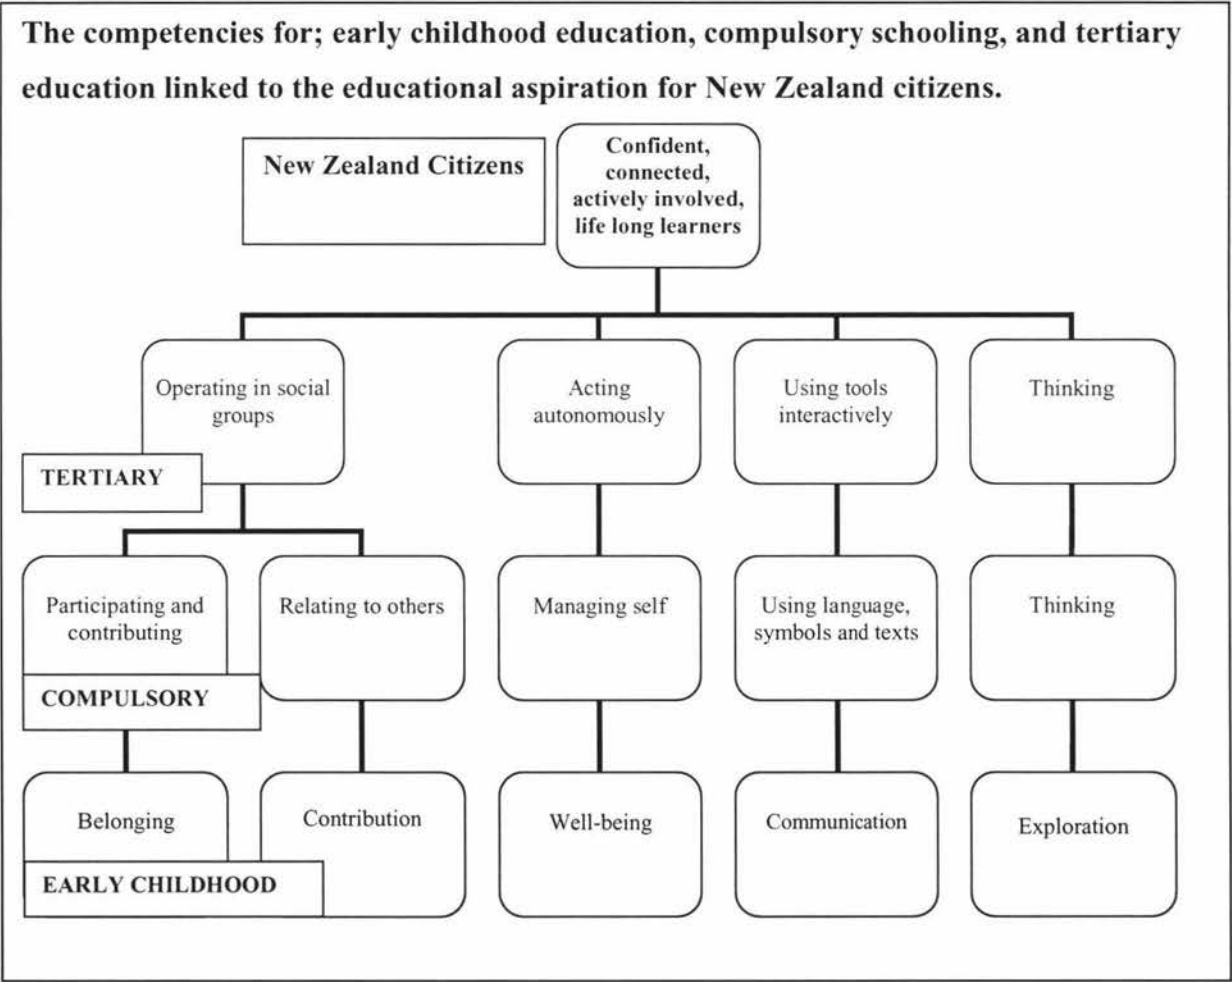 The competencies for; early childhood education, compulsory schooling, and tertiary
education linked to the educational aspiration for New Zealand citizens.
New Zealand Citizens
Confident,
connected,
actively involved,
life long learners
Operating in social
groups
Acting
autonomously
Using tools
interactively
Thinking
TERTIARY
Participating and
contributing
Relating to others
Managing self
Using language,
symbols and texts
Thinking
COMPULSORY
Belonging
Contribution
Well-being
Communication
Exploration
EARLY CHILDHOOD